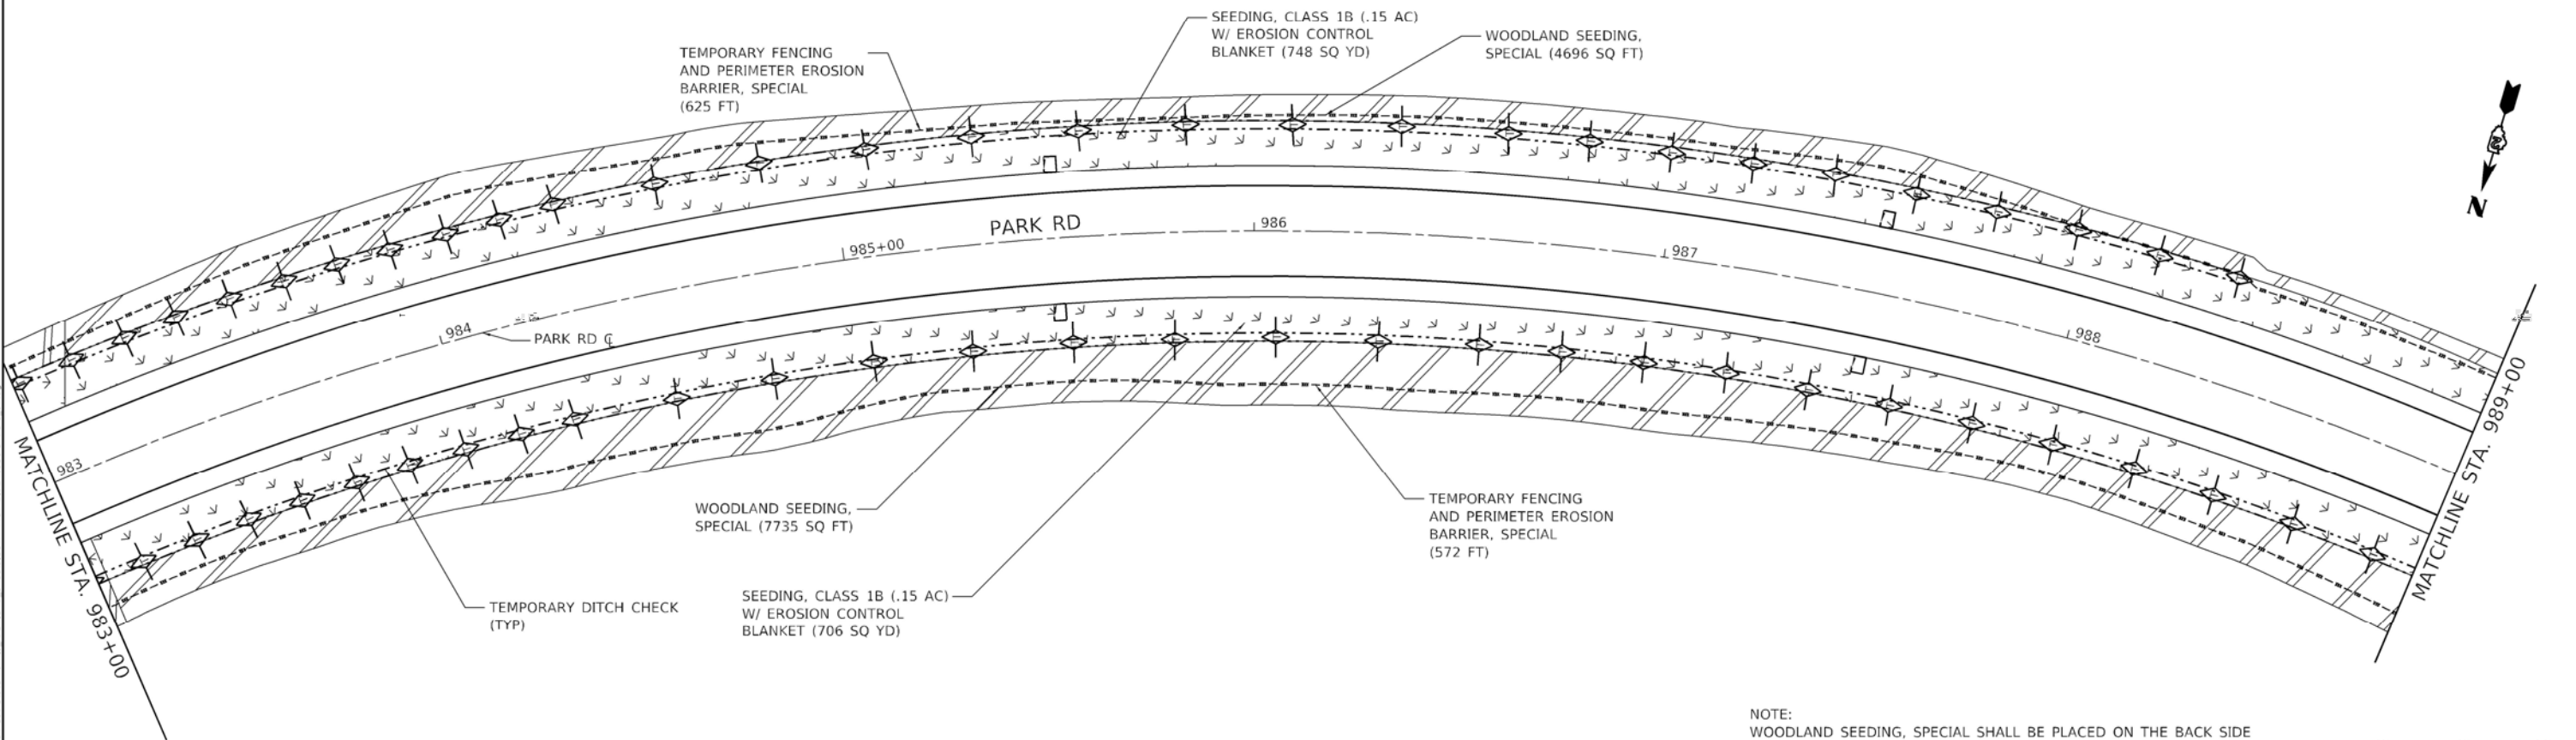 SEEDING, CLASS 1B (.15 AC)
W/ EROSION CONTROL
BLANKET (748 SQ YD)
WOODLAND SEEDING,
SPECIAL (4696 SQ FT)
TEMPORARY FENCING
AND PERIMETER EROSION
BARRIER, SPECIAL
(625 FT)
N
PARK RD
983
984
985+00
986
987
988
PARK RD ℄
MATCHLINE STA. 983+00
MATCHLINE STA. 989+00
WOODLAND SEEDING,
SPECIAL (7735 SQ FT)
TEMPORARY FENCING
AND PERIMETER EROSION
BARRIER, SPECIAL
(572 FT)
TEMPORARY DITCH CHECK
(TYP)
SEEDING, CLASS 1B (.15 AC)
W/ EROSION CONTROL
BLANKET (706 SQ YD)
NOTE:
WOODLAND SEEDING, SPECIAL SHALL BE PLACED ON THE BACK SIDE